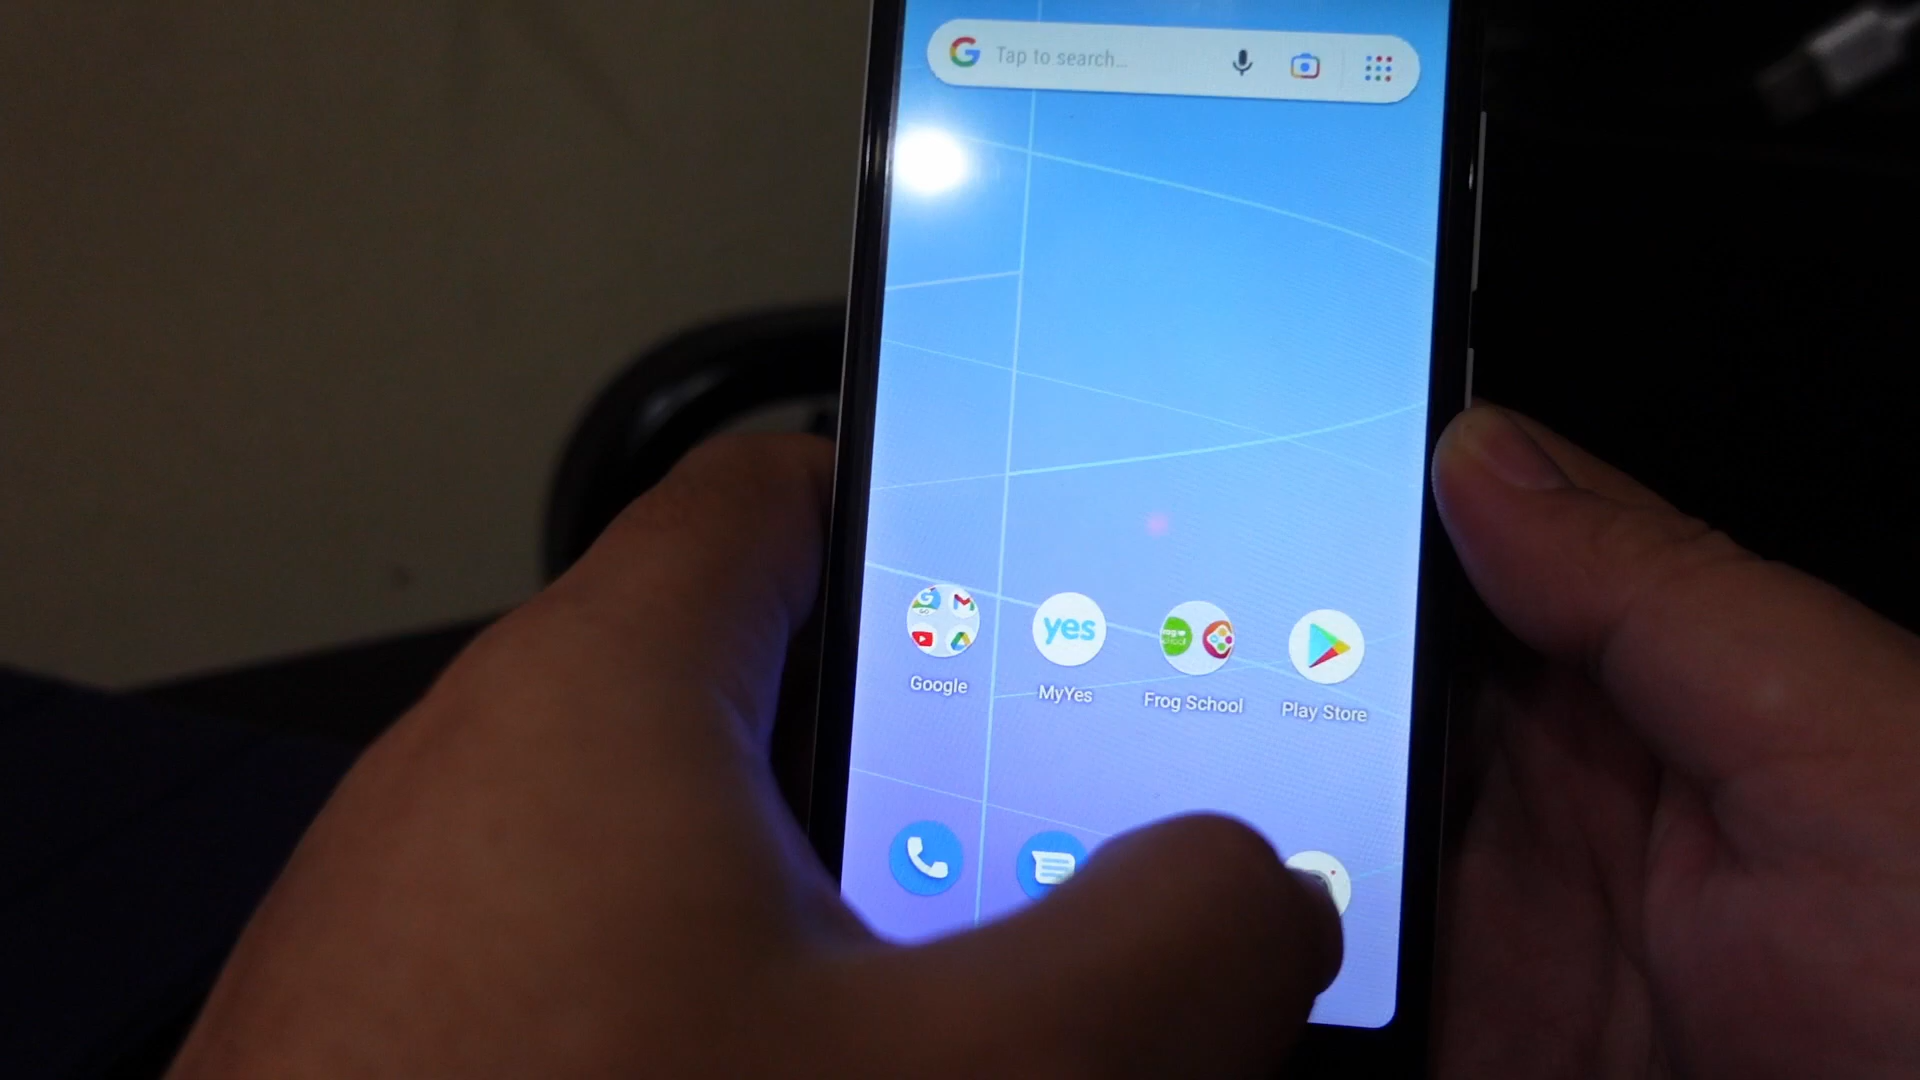 G Tap to search...
yes
Google
MyYes
Frog School
Play Store